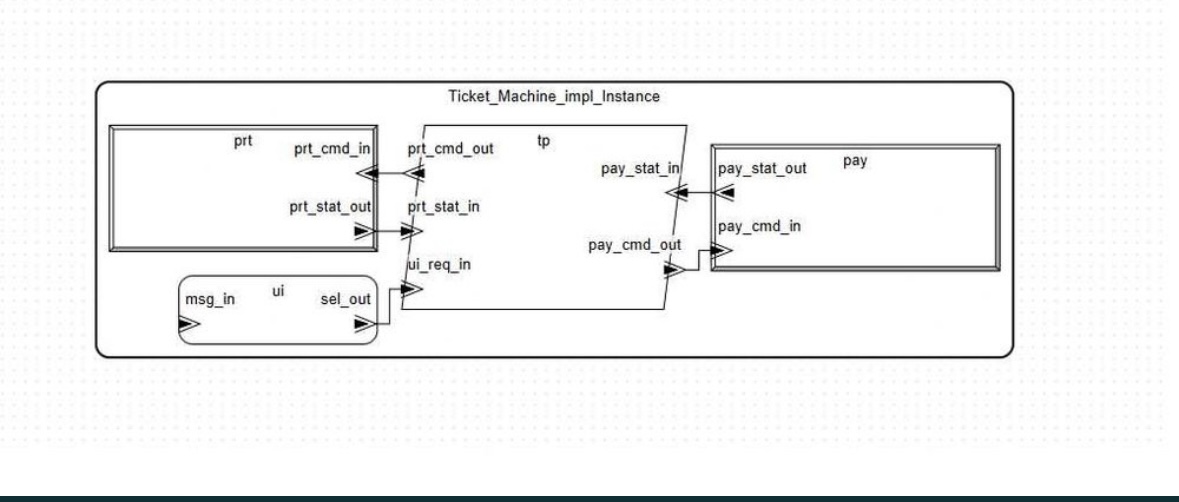 Ticket_Machine_impl_Instance
prt
prt_cmd_in
prt_stat_out
prt_cmd_out
tp
prt_stat_in
ui_req_in
pay_stat_in
pay_cmd_out
pay_stat_out
pay
pay_cmd_in
msg_in
ui
sel_out